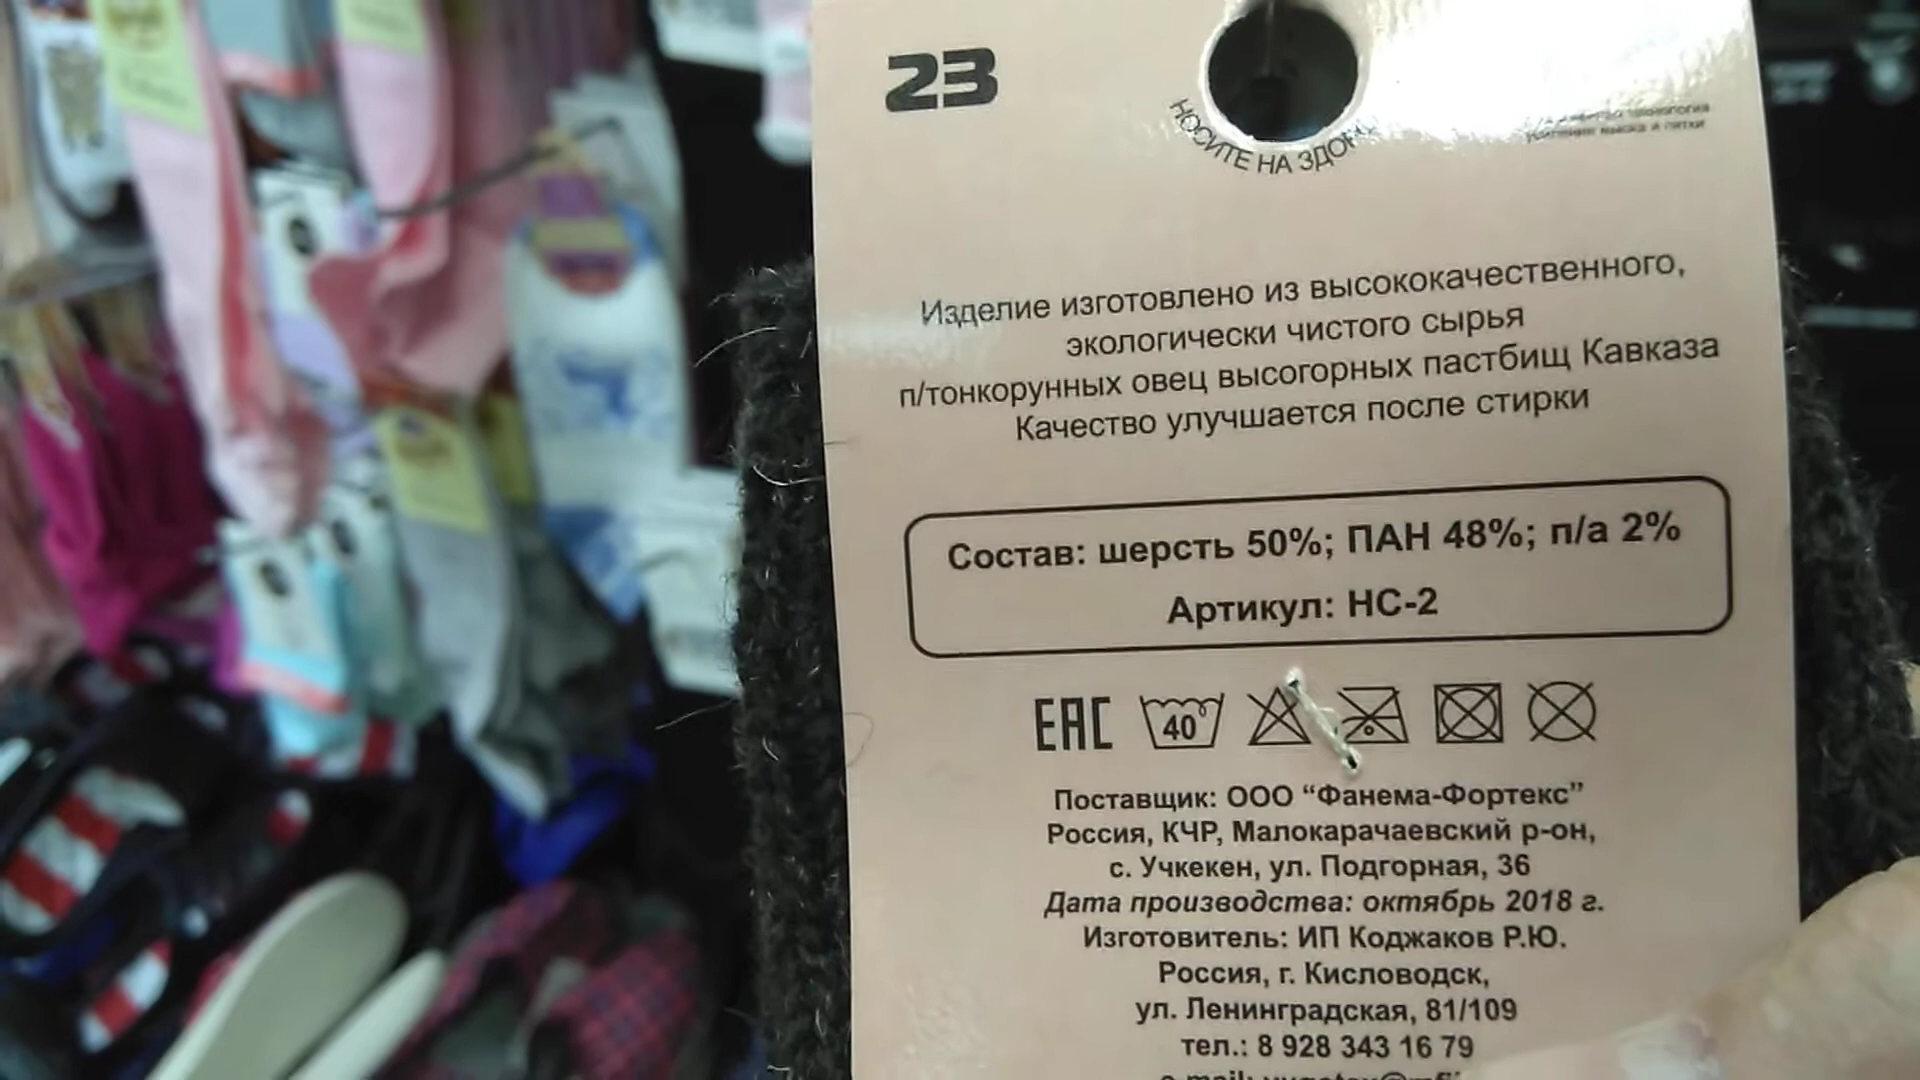 23
НОСИТЕ НА ЗДОРО
Изделие изготовлено из высококачественного,
экологически чистого сырья
п/тонкорунных овец высогорных пастбищ Кавказа
Качество улучшается после стирки
Состав: шерсть 50%; ПАН 48%; п/а 2%
Артикул: НС-2
EAC 40°
Поставщик: ООО “Фанема-Фортекс”
Россия, КЧР, Малокарачаевский р-он,
с. Учкекен, ул. Подгорная, 36
Дата производства: октябрь 2018 г.
Изготовитель: ИП Коджаков Р.Ю.
Россия, г. Кисловодск,
ул. Ленинградская, 81/109
тел.: 8 928 343 16 79